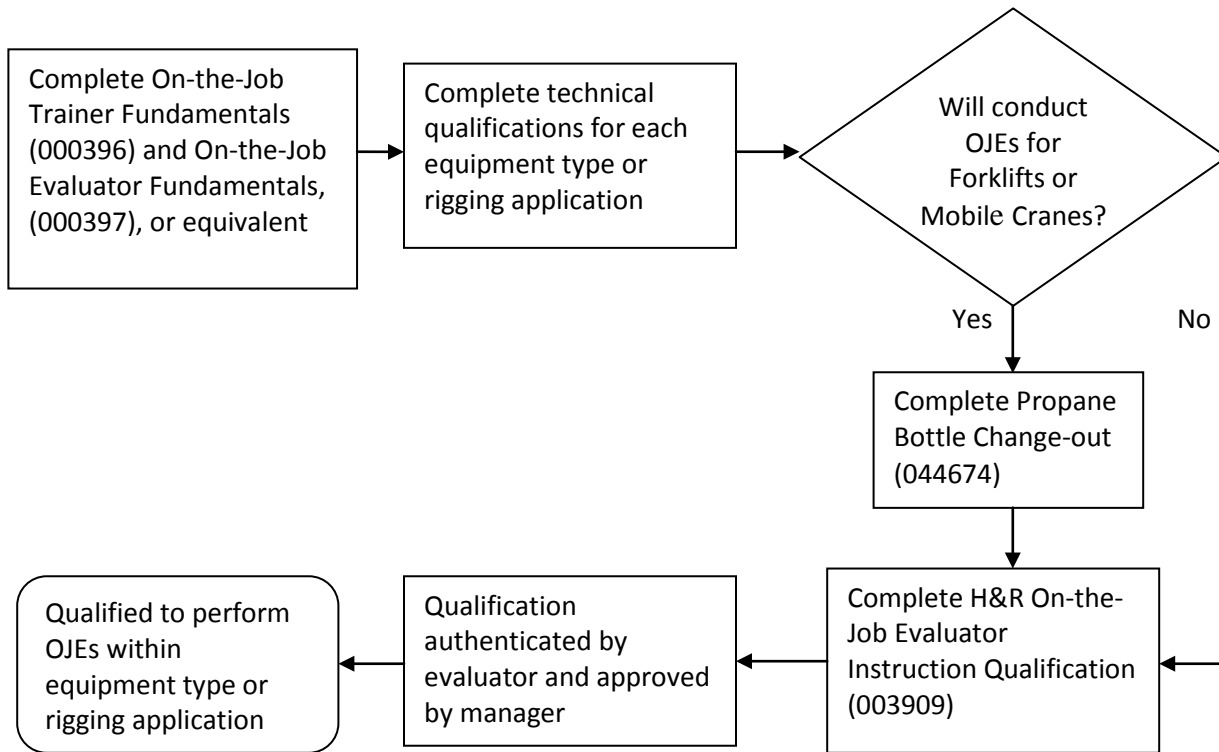 Complete On-the-Job
Trainer Fundamentals
(000396) and On-the-Job
Evaluator Fundamentals,
(000397), or equivalent
Complete technical
qualifications for each
equipment type or
rigging application
Will conduct
OJEs for
Forklifts or
Mobile Cranes?
Yes
No
Complete Propane
Bottle Change-out
(044674)
Complete H&R On-the-
Job Evaluator
Instruction Qualification
(003909)
Qualification
authenticated by
evaluator and approved
by manager
Qualified to perform
OJEs within
equipment type or
rigging application